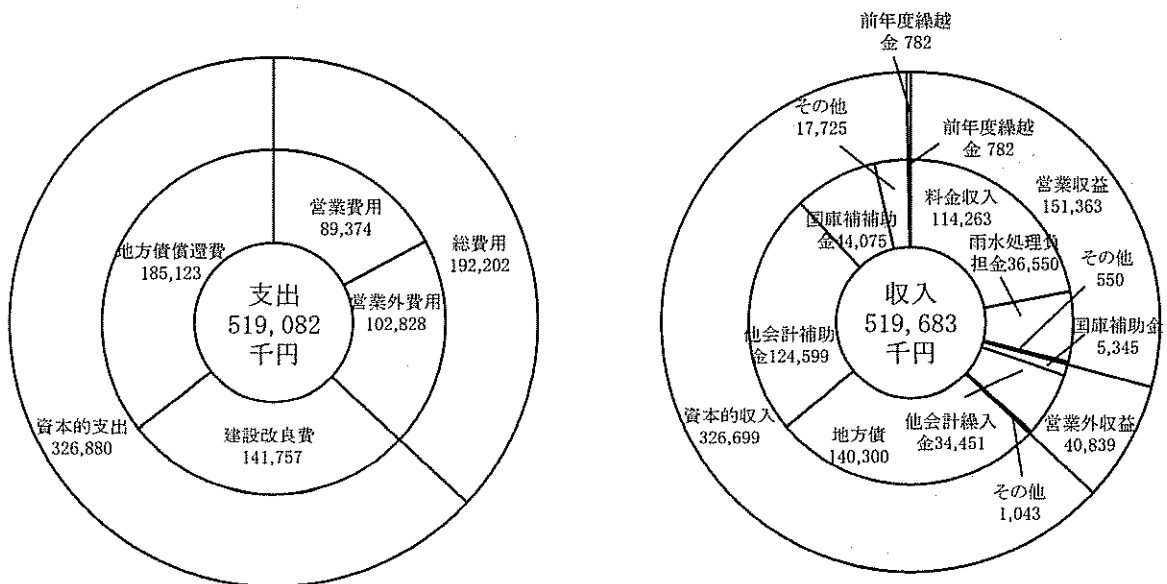 支出
519,082
千円
営業費用
89,374
営業外費用
102,828
総費用
192,202
建設改良費
141,757
地方債償還費
185,123
資本的支出
326,880
収入
519,683
千円
前年度繰越
金 782
前年度繰越
金 782
その他
17,725
料金収入
114,263
営業収益
151,363
雨水処理負
担金36,550
その他
550
国庫補助金
5,345
営業外収益
40,839
他会計繰入
金34,451
その他
1,043
地方債
140,300
他会計補助
金124,599
国庫補補助
金44,075
資本的収入
326,699